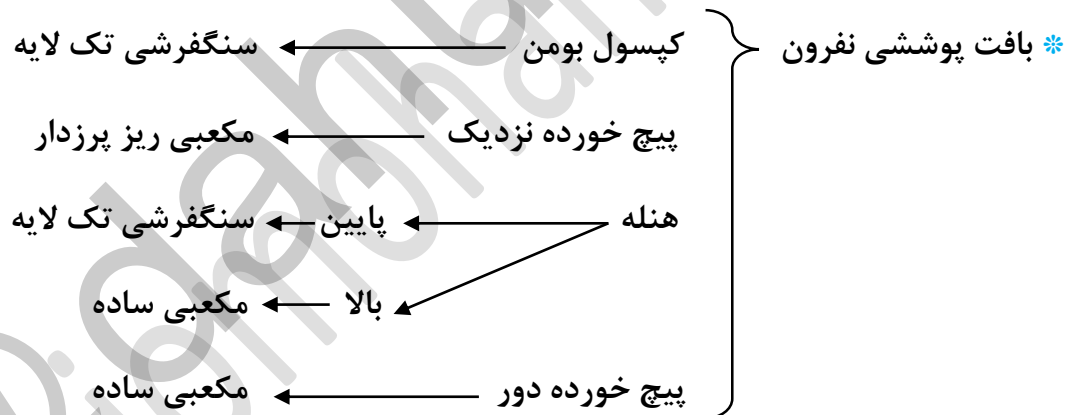 * بافت پوششی نفرون
کپسول بومن ← سنگفرشی تک لایه
پیچ خورده نزدیک ← مکعبی ریز پرزدار
هنله ← پایین ← سنگفرشی تک لایه
بالا ← مکعبی ساده
پیچ خورده دور ← مکعبی ساده